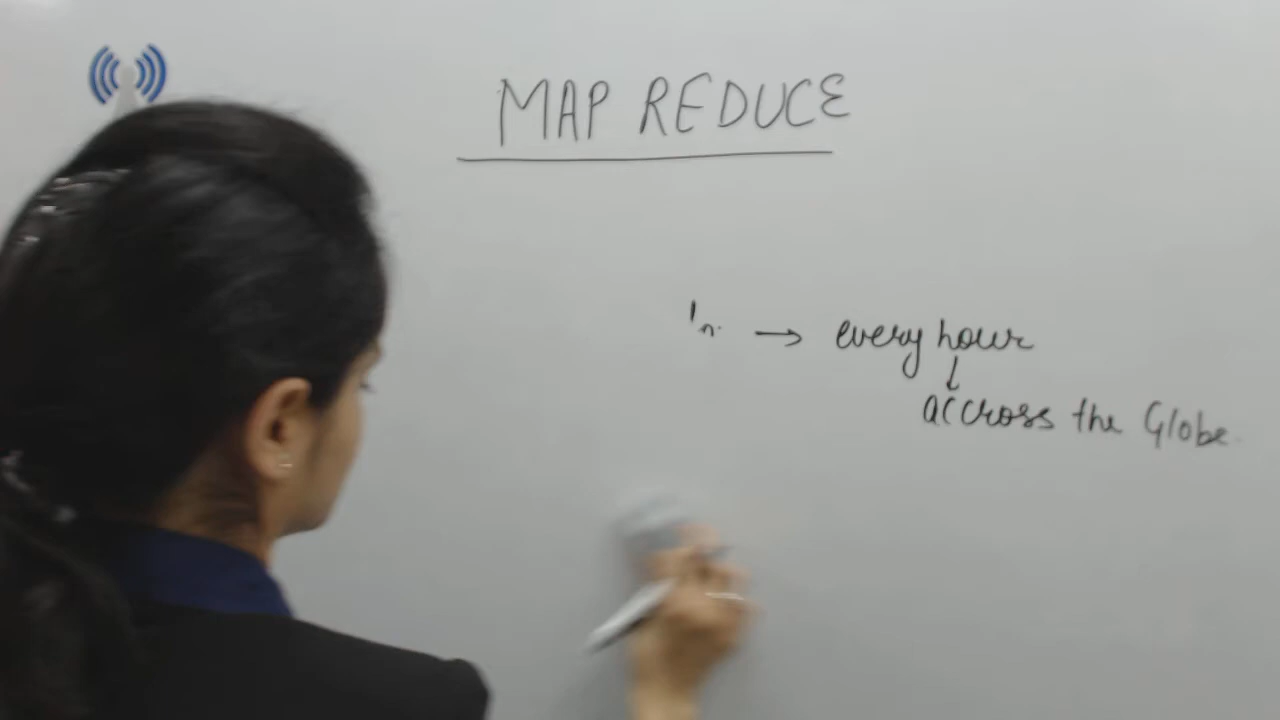 MAP REDUCE
→ every hour
↓
accross the Globe.